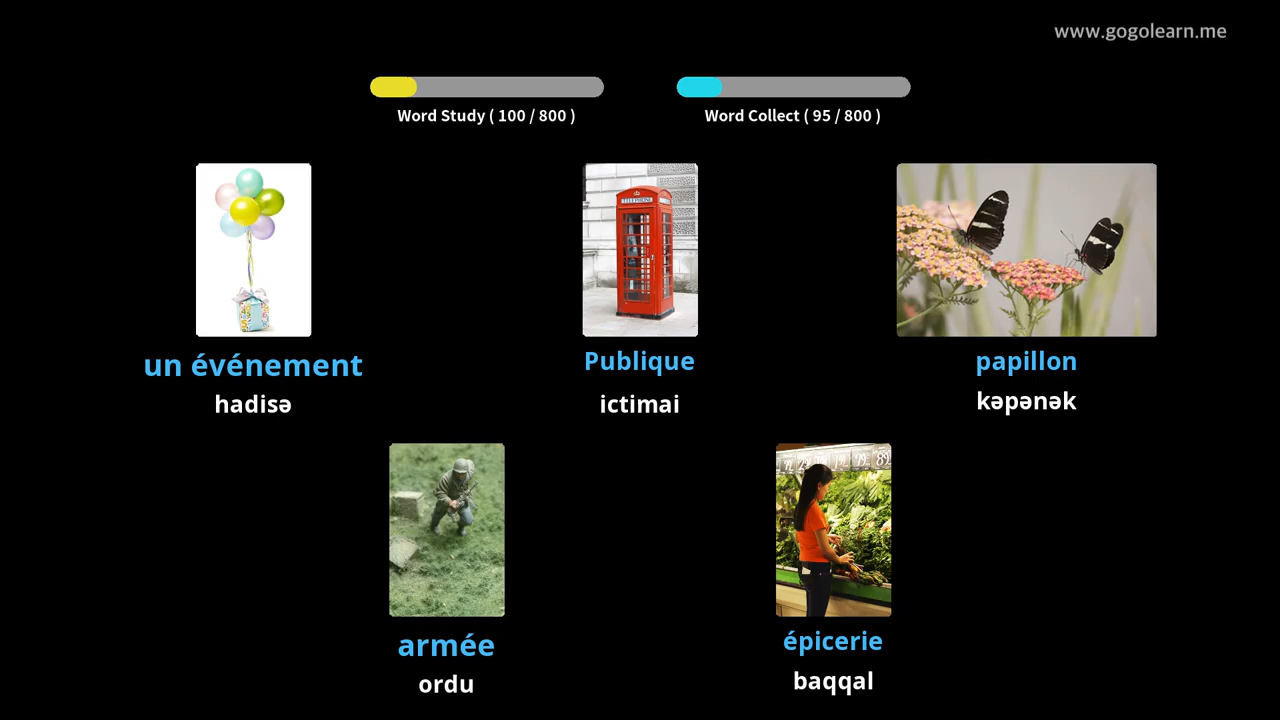 www.gogolearn.me
Word Study ( 100 / 800 )
Word Collect ( 95 / 800 )
TELEPHONE
un événement
hadisə
Publique
ictimai
papillon
kəpənək
armée
ordu
épicerie
baqqal